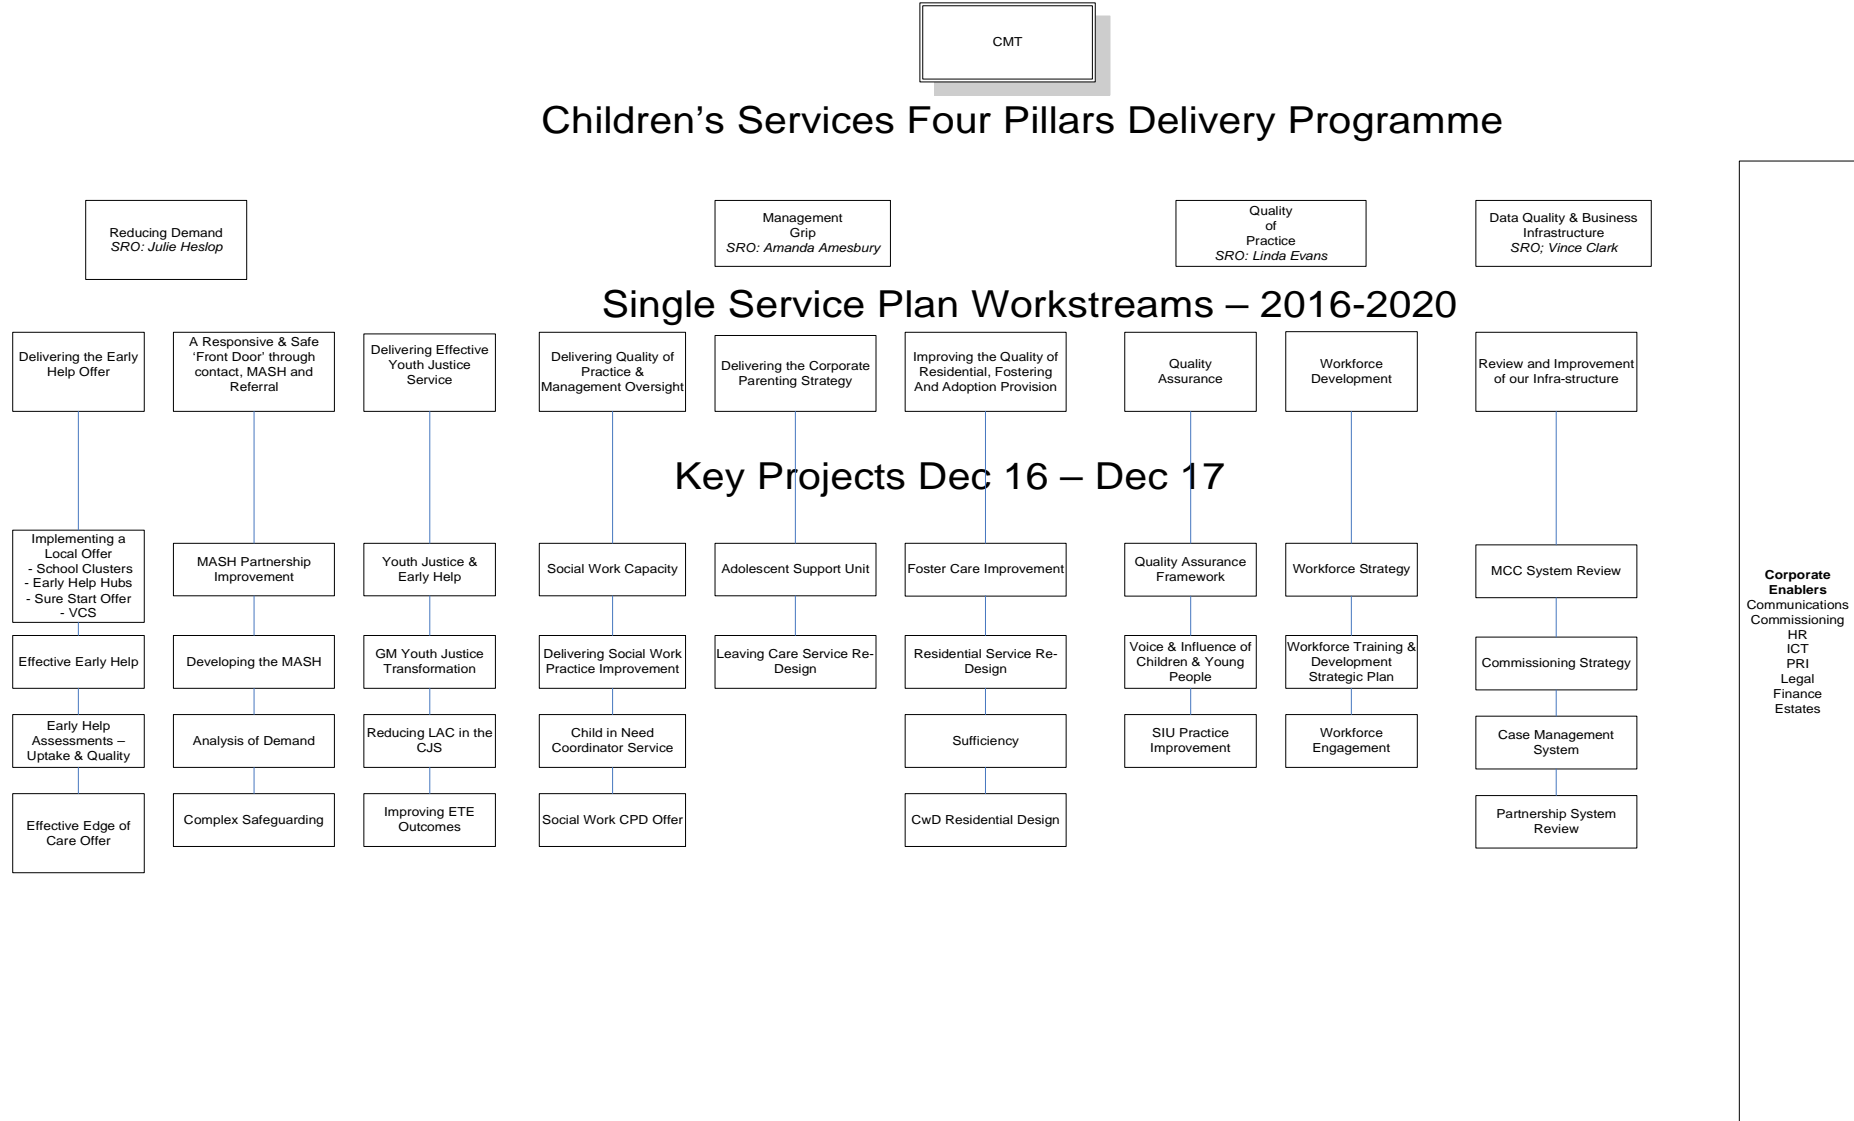 CMT
Children’s Services Four Pillars Delivery Programme
Reducing Demand
SRO: Julie Heslop
Management
Grip
SRO: Amanda Amesbury
Quality
of
Practice
SRO: Linda Evans
Data Quality & Business
Infrastructure
SRO; Vince Clark
Single Service Plan Workstreams – 2016-2020
Delivering the Early
Help Offer
A Responsive & Safe
‘Front Door’ through
contact, MASH and
Referral
Delivering Effective
Youth Justice
Service
Delivering Quality of
Practice &
Management Oversight
Delivering the Corporate
Parenting Strategy
Improving the Quality of
Residential, Fostering
And Adoption Provision
Quality
Assurance
Workforce
Development
Review and Improvement
of our Infra-structure
Key Projects Dec 16 – Dec 17
Implementing a
Local Offer
- School Clusters
- Early Help Hubs
- Sure Start Offer
- VCS
MASH Partnership
Improvement
Youth Justice &
Early Help
Social Work Capacity
Adolescent Support Unit
Foster Care Improvement
Quality Assurance
Framework
Workforce Strategy
MCC System Review
Effective Early Help
Developing the MASH
GM Youth Justice
Transformation
Delivering Social Work
Practice Improvement
Leaving Care Service Re-
Design
Residential Service Re-
Design
Voice & Influence of
Children & Young
People
Workforce Training &
Development
Strategic Plan
Commissioning Strategy
Early Help
Assessments –
Uptake & Quality
Analysis of Demand
Reducing LAC in the
CJS
Child in Need
Coordinator Service
Sufficiency
SIU Practice
Improvement
Workforce
Engagement
Case Management
System
Effective Edge of
Care Offer
Complex Safeguarding
Improving ETE
Outcomes
Social Work CPD Offer
CwD Residential Design
Partnership System
Review
Corporate
Enablers
Communications
Commissioning
HR
ICT
PRI
Legal
Finance
Estates